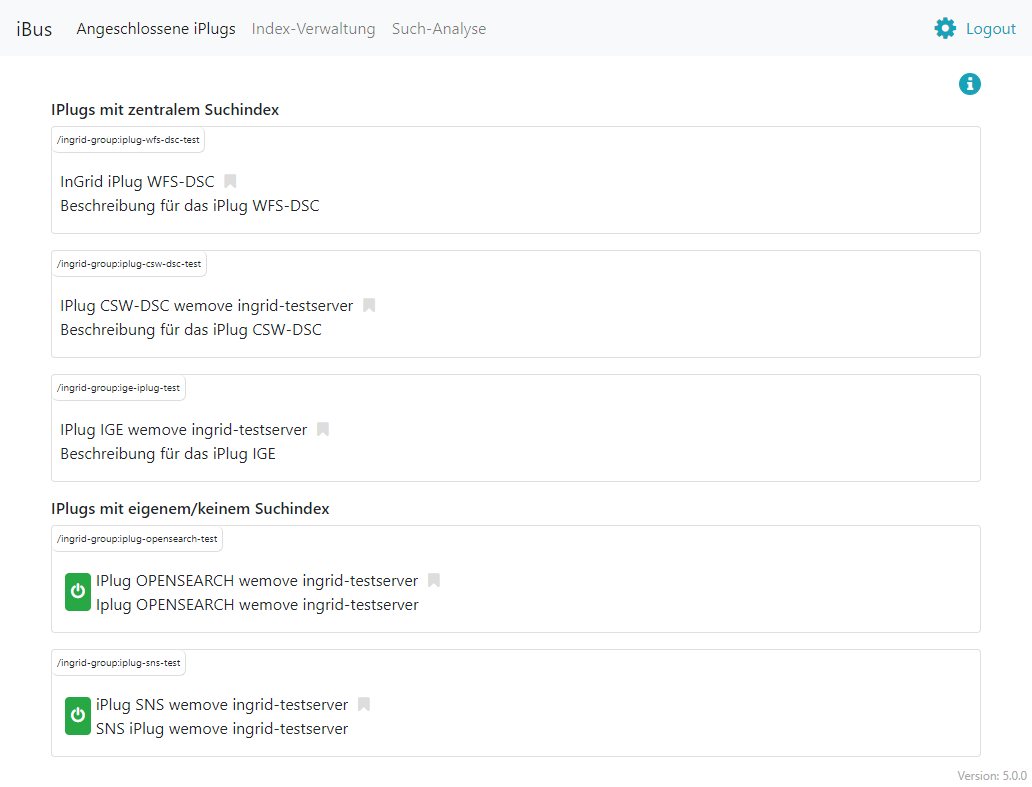 iBus Angeschlossene iPlugs Index-Verwaltung Such-Analyse Logout
IPlugs mit zentralem Suchindex
/ingrid-group:iplug-wfs-dsc-test
InGrid iPlug WFS-DSC
Beschreibung für das iPlug WFS-DSC
/ingrid-group:iplug-csw-dsc-test
IPlug CSW-DSC wemove ingrid-testserver
Beschreibung für das iPlug CSW-DSC
/ingrid-group:ige-iplug-test
IPlug IGE wemove ingrid-testserver
Beschreibung für das iPlug IGE
IPlugs mit eigenem/keinem Suchindex
/ingrid-group:iplug-opensearch-test
IPlug OPENSEARCH wemove ingrid-testserver
Iplug OPENSEARCH wemove ingrid-testserver
/ingrid-group:iplug-sns-test
iPlug SNS wemove ingrid-testserver
SNS iPlug wemove ingrid-testserver
Version: 5.0.0